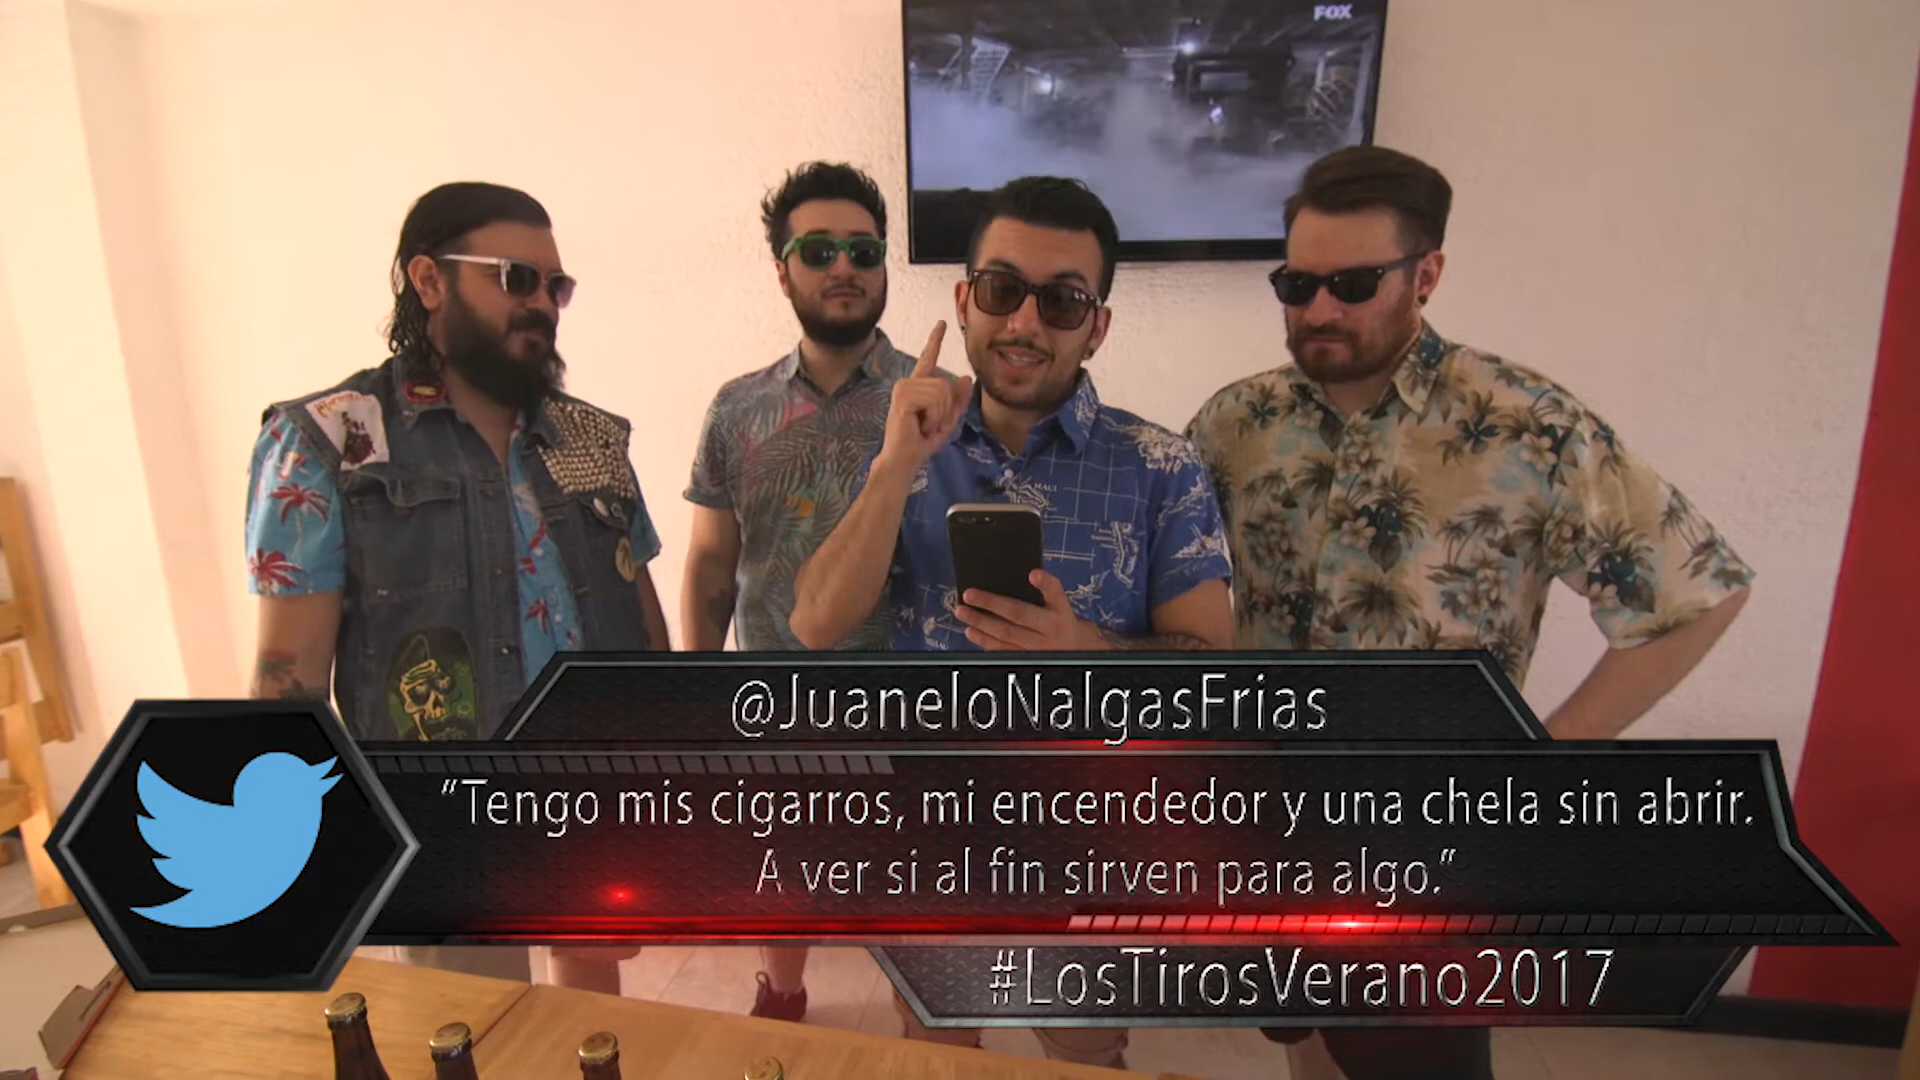 FOX
MAUI
@JuaneloNalgasFrias
“Tengo mis cigarros, mi encendedor y una chela sin abrir.
A ver si al fin sirven para algo.”
#LosTirosVerano2017